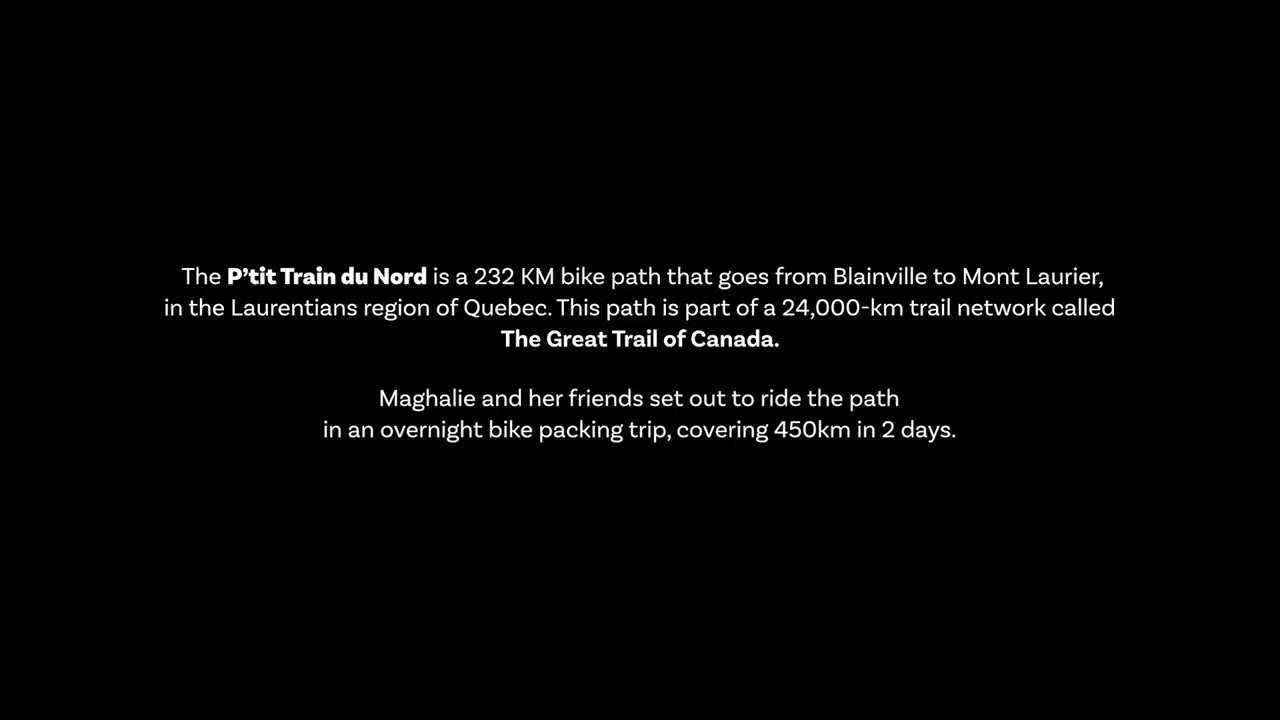 The P’tit Train du Nord is a 232 KM bike path that goes from Blainville to Mont Laurier,
in the Laurentians region of Quebec. This path is part of a 24,000-km trail network called
The Great Trail of Canada.
Maghalie and her friends set out to ride the path
in an overnight bike packing trip, covering 450km in 2 days.